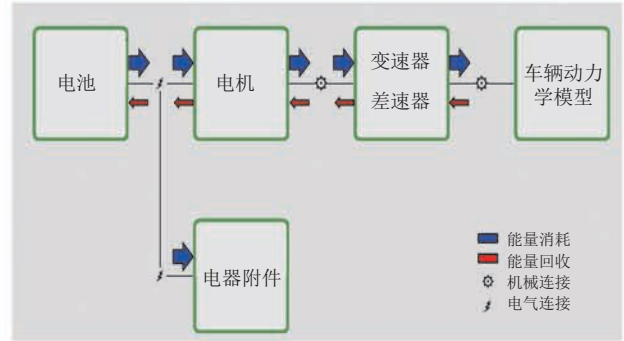 电池
电机
变速器
差速器
车辆动力
学模型
电器附件
能量消耗
能量回收
机械连接
电气连接